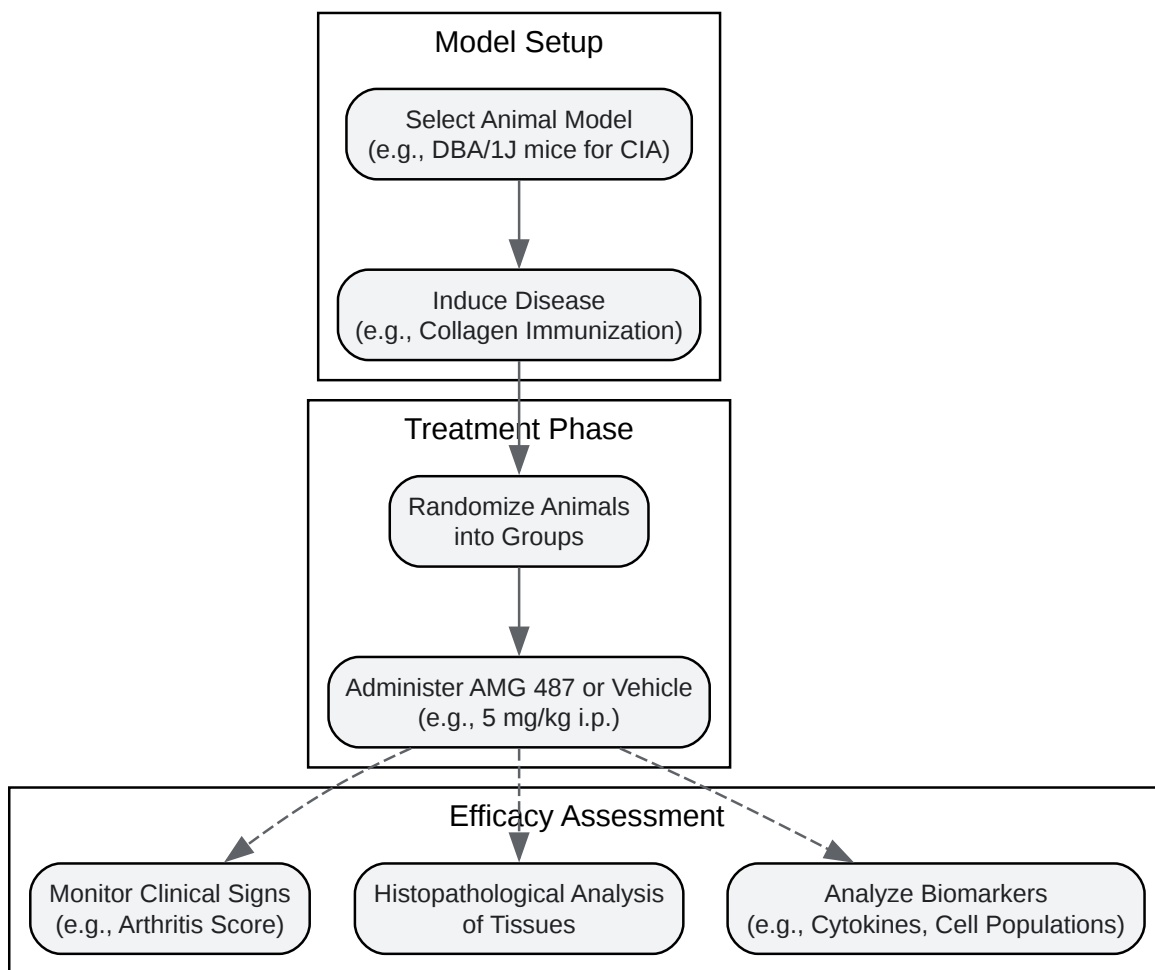 Model Setup
Select Animal Model
(e.g., DBA/1J mice for CIA)
Induce Disease
(e.g., Collagen Immunization)
Treatment Phase
Randomize Animals
into Groups
Administer AMG 487 or Vehicle
(e.g., 5 mg/kg i.p.)
Efficacy Assessment
Monitor Clinical Signs
(e.g., Arthritis Score)
Histopathological Analysis
of Tissues
Analyze Biomarkers
(e.g., Cytokines, Cell Populations)